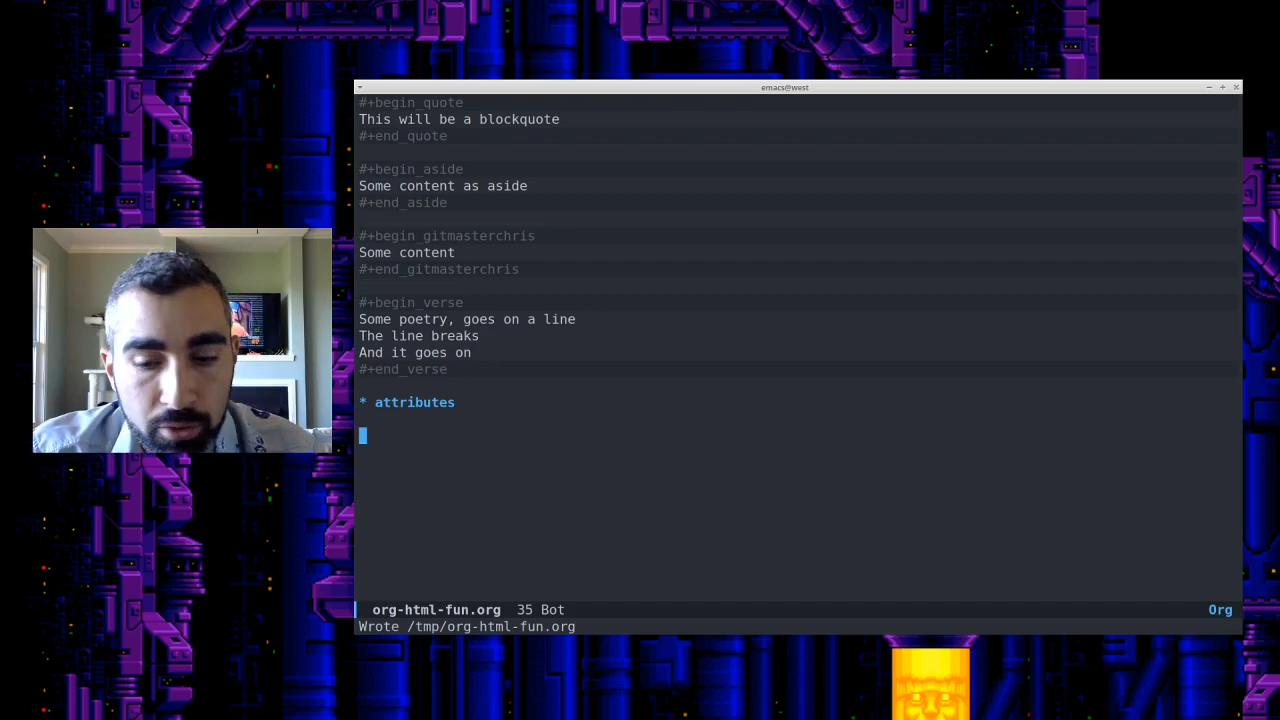 emacs@west
#+begin_quote
This will be a blockquote
#+end_quote
#+begin_aside
Some content as aside
#+end_aside
#+begin_gitmasterchris
Some content
#+end_gitmasterchris
#+begin_verse
Some poetry, goes on a line
The line breaks
And it goes on
#+end_verse
* attributes
org-html-fun.org 35 Bot Org
Wrote /tmp/org-html-fun.org